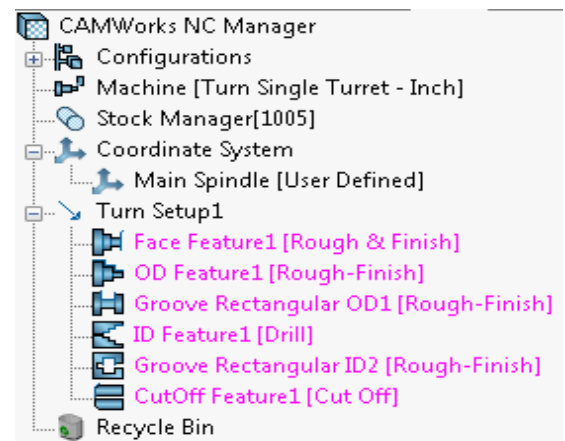 CAMWorks NC Manager
Configurations
Machine [Turn Single Turret - Inch]
Stock Manager[1005]
Coordinate System
Main Spindle [User Defined]
Turn Setup1
Face Feature1 [Rough & Finish]
OD Feature1 [Rough-Finish]
Groove Rectangular OD1 [Rough-Finish]
ID Feature1 [Drill]
Groove Rectangular ID2 [Rough-Finish]
CutOff Feature1 [Cut Off]
Recycle Bin